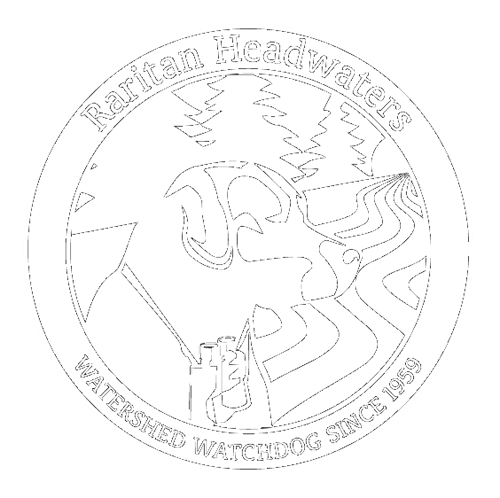 Raritan Headwaters
WATERSHED WATCHDOG SINCE 1959